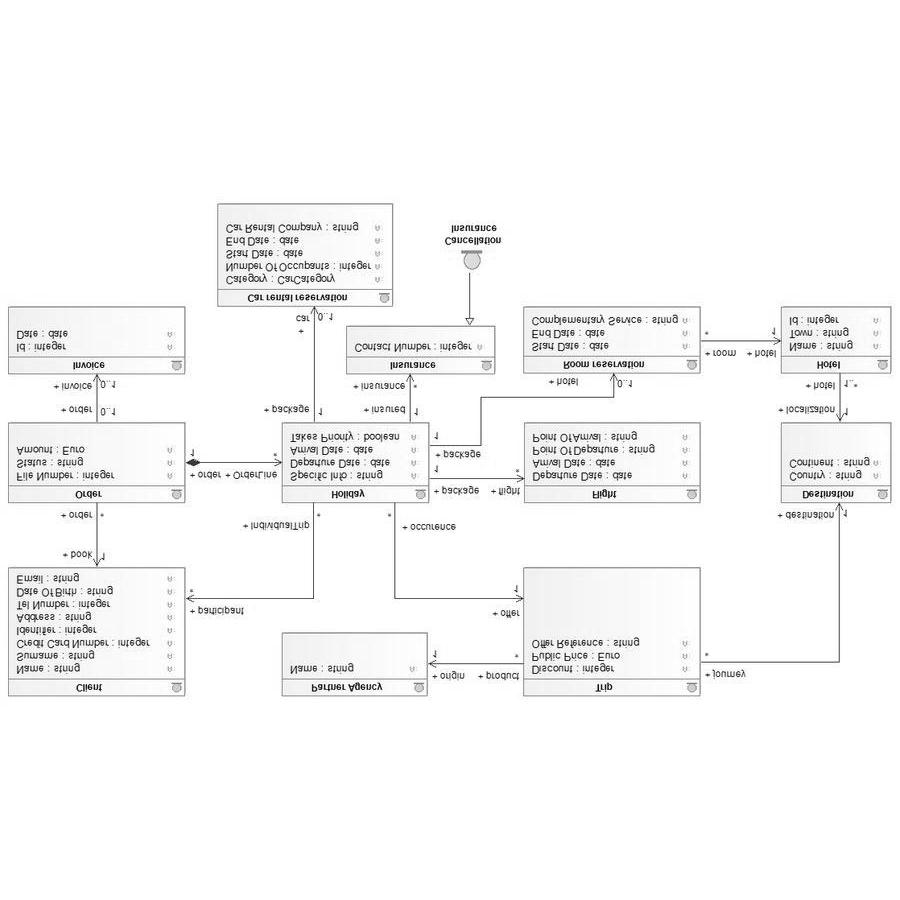 Client
Name : string
Surname : string
Credit Card Number : integer
Identifier : integer
Address : string
Tel Number : integer
Date Of Birth : string
Email : string
Partner Agency
Name : string
+ origin
1
+ product
*
Trip
Discount : integer
Public Price : Euro
Offer Reference : string
+ journey
*
+ participant
*
+ offer
1
+ book
1
+ order
*
+ individualTrip
*
+ occurence
*
+ destination
1
Order
File Number : integer
Status : string
Amount : Euro
+ order
1
+ OrderLine
*
Holiday
Specific Info : string
Departure Date : date
Arival Date : date
Takes Priority : boolean
+ package
1
+ flight
*
+ package
1
Flight
Departure Date : date
Arival Date : date
Point Of Departure : string
Point Of Arival : string
Destination
Country : string
Continent : string
+ order
0..1
+ invoice
0..1
+ package
1
+ insured
1
+ insurance
*
+ hotel
0..1
+ localization
1
+ hotel
1..*
Invoice
Id : integer
Date : date
Insurance
Contact Number : integer
Room reservation
Start Date : date
End Date : date
Complementary Service : string
+ room
*
+ hotel
1
Hotel
Name : string
Town : string
Id : integer
+
car
0..1
Car rental reservation
Category : CarCategory
Number Of Occupants : integer
Start Date : date
End Date : date
Car Rental Company : string
Cancellation
Insurance